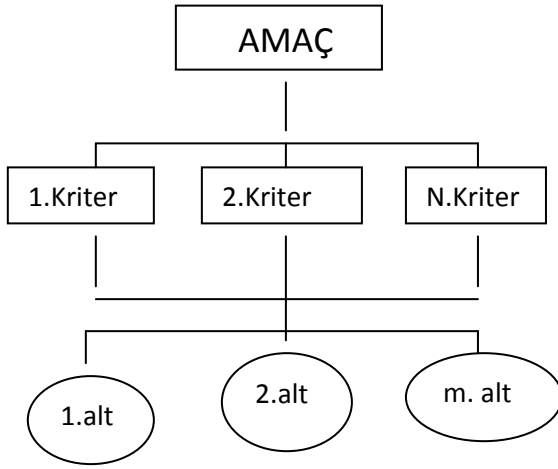 AMAÇ
1.Kriter
2.Kriter
N.Kriter
1.alt
2.alt
m. alt